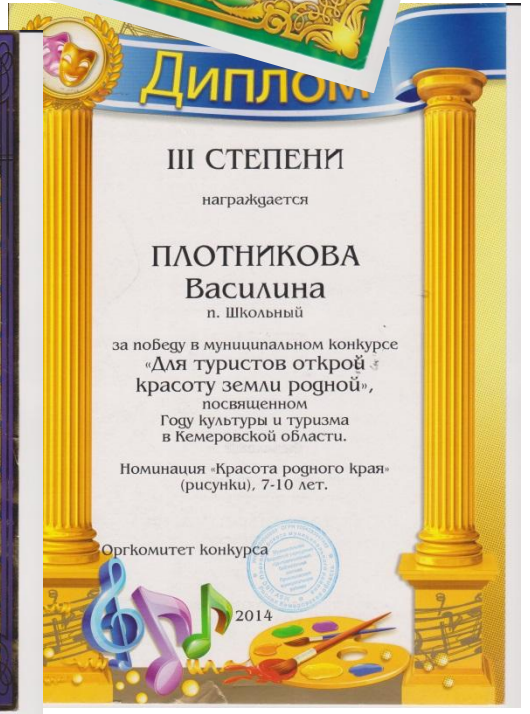 ДИПЛОМ
III СТЕПЕНИ
награждается
ПЛОТНИКОВА
Василина
п. Школьный
за победу в муниципальном конкурсе
«Для туристов открой
красоту земли родной»,
посвященном
Году культуры и туризма
в Кемеровской области.
Номинация «Красота родного края»
(рисунки), 7-10 лет.
Оргкомитет конкурса
2014